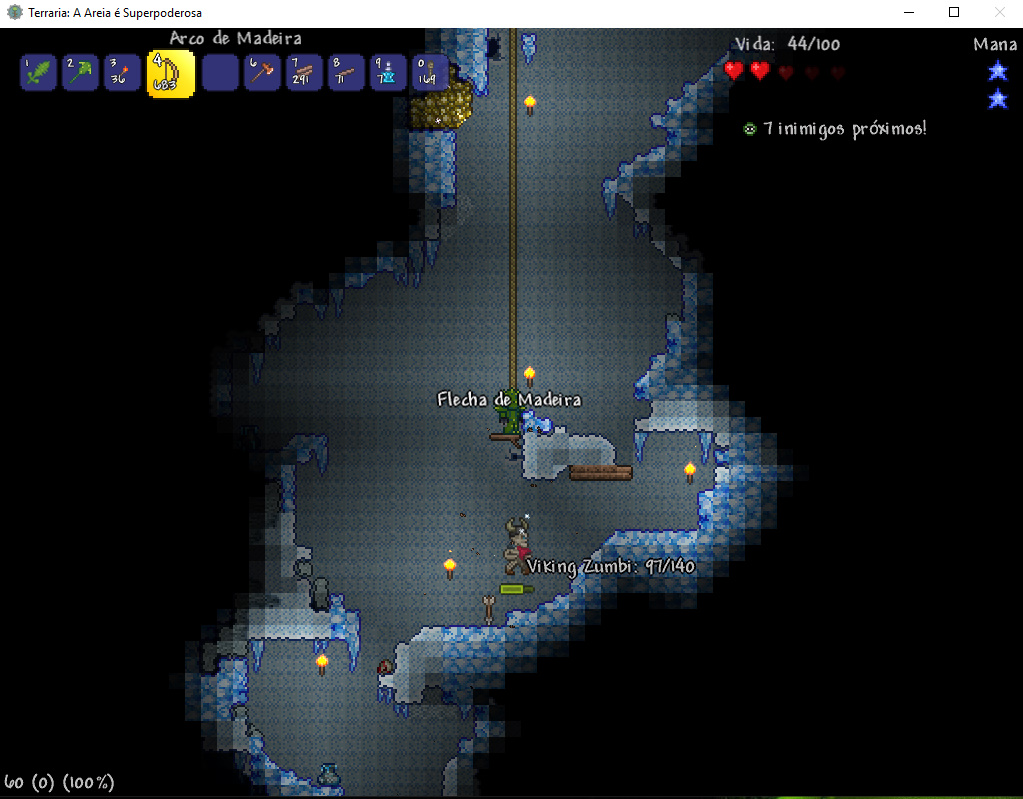 Terraria: A Areia é Superpoderosa
Arco de Madeira
Vida: 44/100
Mana
1
2
3
36
4
683
6
7
291
8
71
9
7
0
169
7 inimigos próximos!
Flecha de Madeira
Viking Zumbi: 97/140
60 (0) (100%)